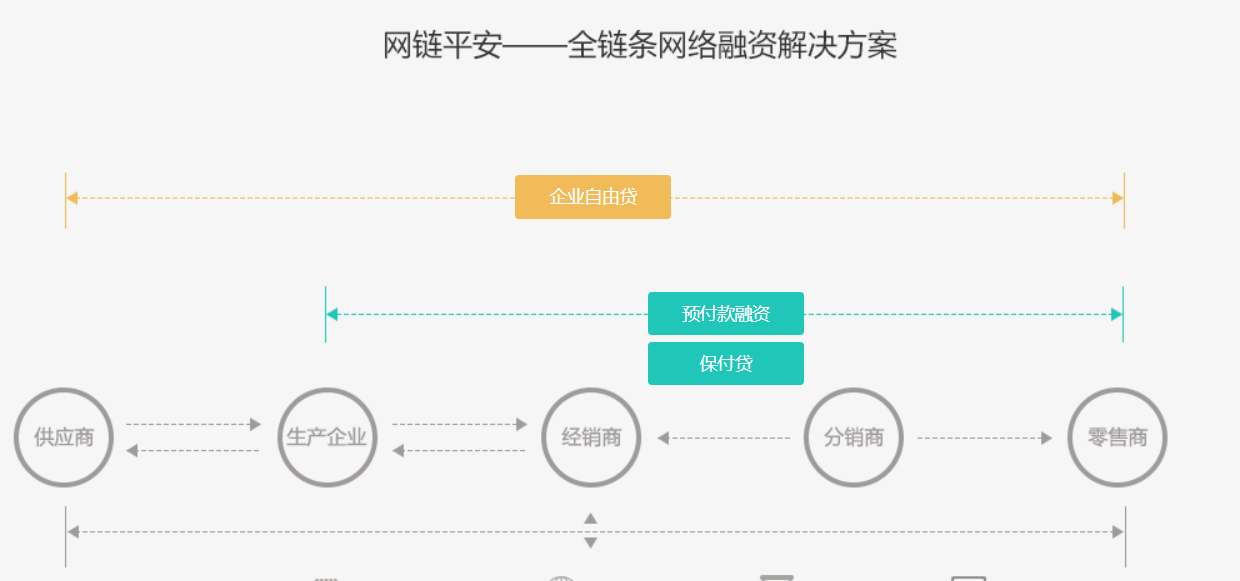 网链平安——全链条网络融资解决方案
企业自由贷
预付款融资
保付贷
供应商
生产企业
经销商
分销商
零售商